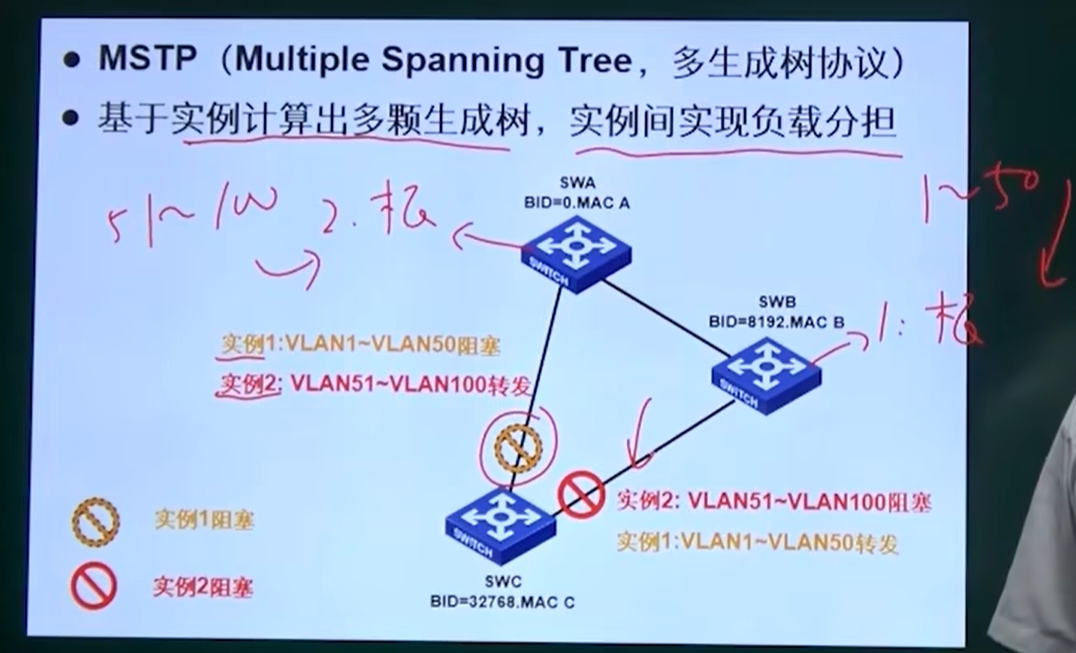 MSTP（Multiple Spanning Tree，多生成树协议）
基于实例计算出多颗生成树，实例间实现负载分担
51~100
2. 根
1~50
SWA
BID=0.MAC A
SWITCH
SWB
BID=8192.MAC B
1: 根
SWITCH
实例1:VLAN1~VLAN50阻塞
实例2: VLAN51~VLAN100转发
实例2: VLAN51~VLAN100阻塞
实例1:VLAN1~VLAN50转发
SWITCH
SWC
BID=32768.MAC C
实例1阻塞
实例2阻塞